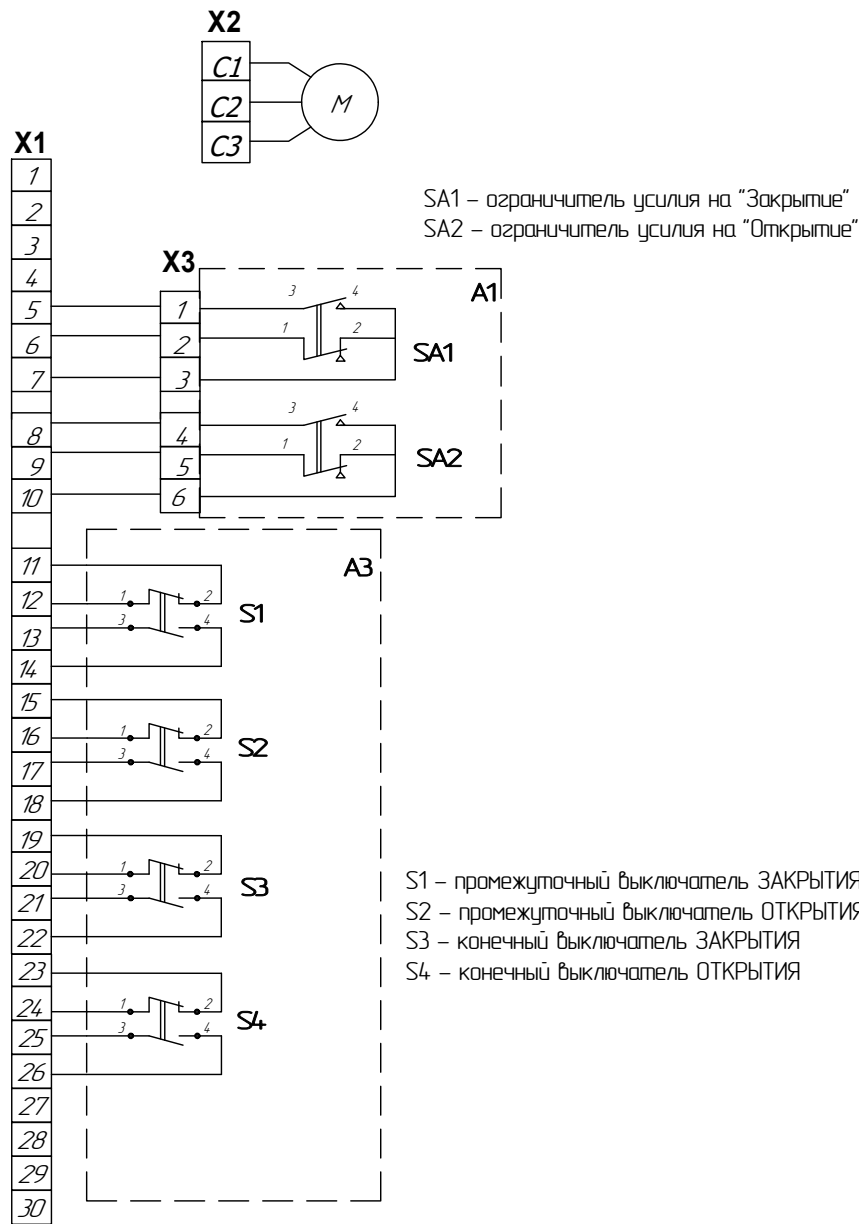 X2
C1
C2
C3
M
X1
1
2
3
4
5
6
7
8
9
10
11
12
13
14
15
16
17
18
19
20
21
22
23
24
25
26
27
28
29
30
SA1 – ограничитель усилия на "Закрытие"
SA2 – ограничитель усилия на "Открытие"
X3
1
2
3
4
5
6
A1
3 4
1 2
SA1
3 4
1 2
SA2
A3
1 2
3 4
S1
1 2
3 4
S2
1 2
3 4
S3
1 2
3 4
S4
S1 – промежуточный выключатель ЗАКРЫТИЯ
S2 – промежуточный выключатель ОТКРЫТИЯ
S3 – конечный выключатель ЗАКРЫТИЯ
S4 – конечный выключатель ОТКРЫТИЯ